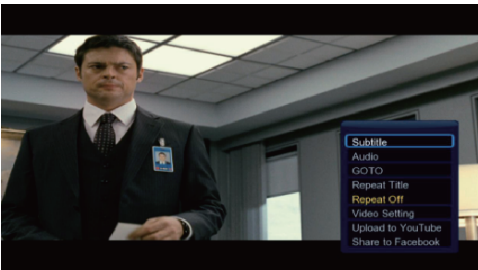 Subtitle
Audio
GOTO
Repeat Title
Repeat Off
Video Setting
Upload to YouTube
Share to Facebook